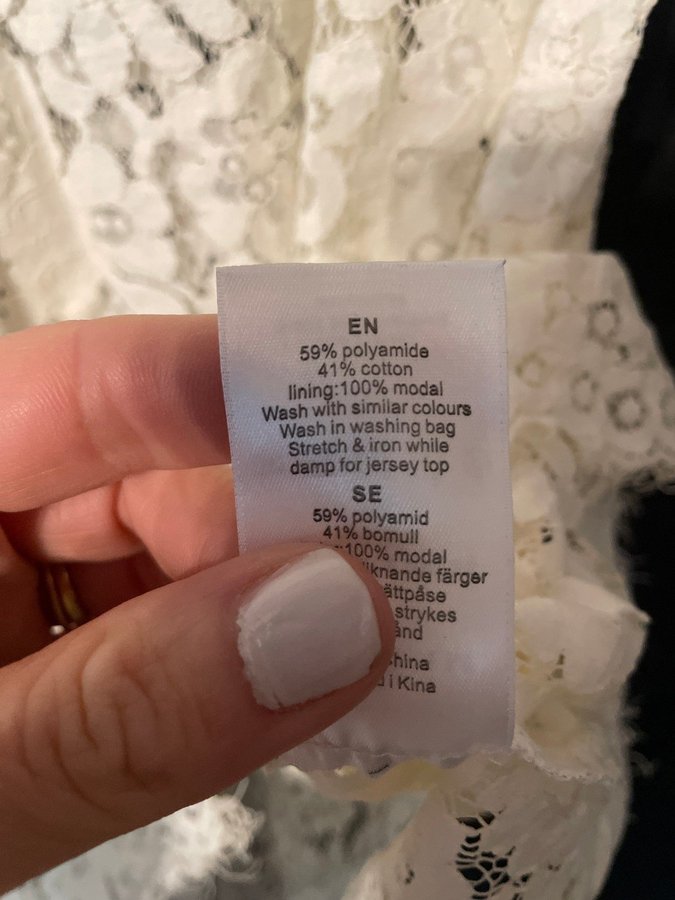 EN
59% polyamide
41% cotton
lining:100% modal
Wash with similar colours
Wash in washing bag
Stretch & iron while
damp for jersey top
SE
59% polyamid
41% bomull
:100% modal
färger
strykes
i Kina